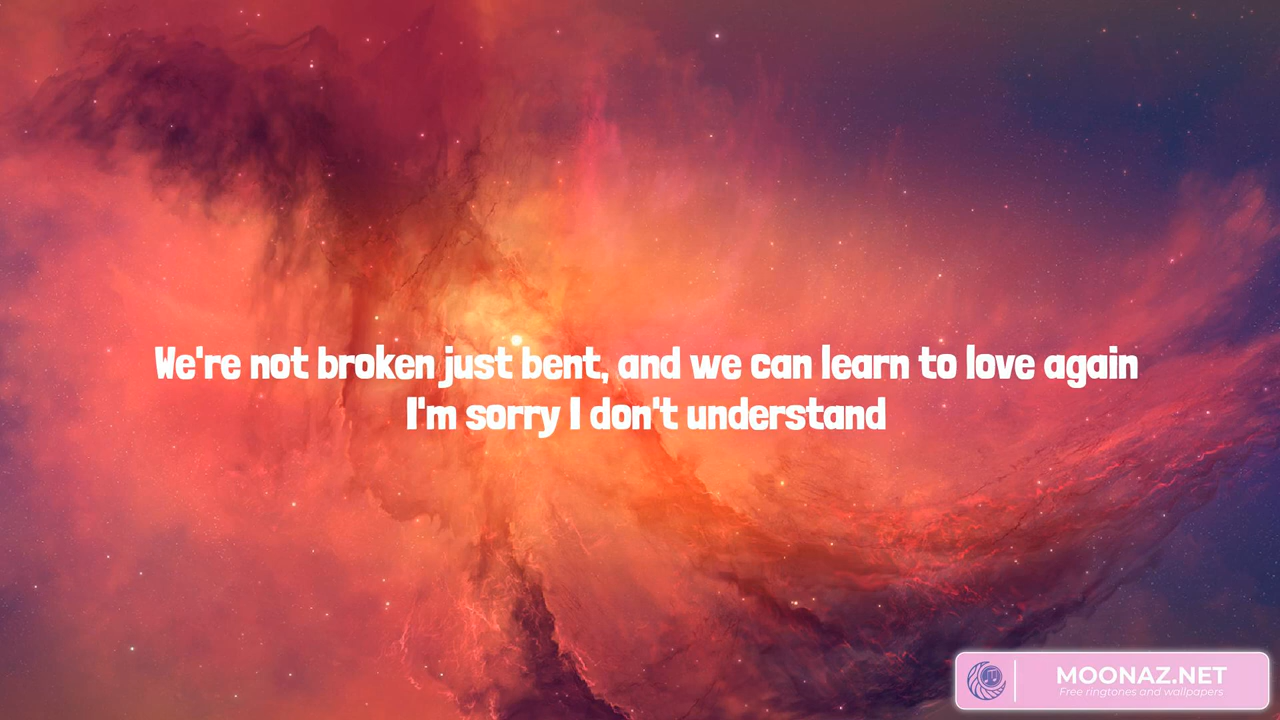 We're not broken just bent, and we can learn to love again
I'm sorry I don't understand
MOONAZ.NET
Free ringtones and wallpapers